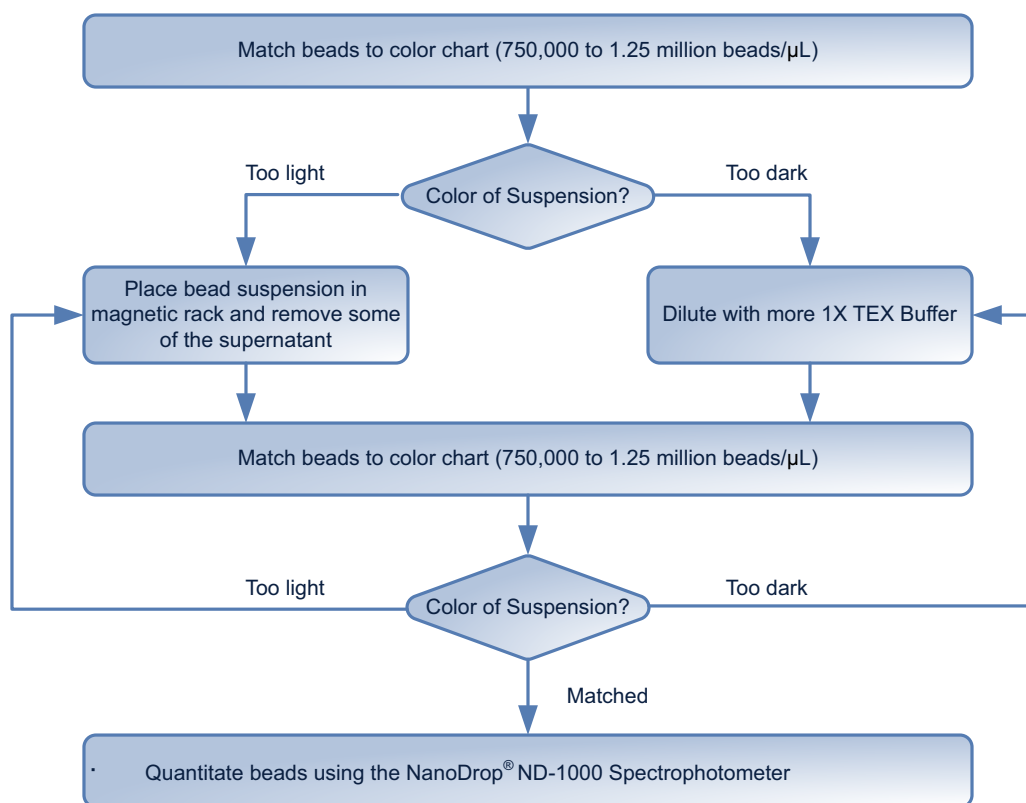 Match beads to color chart (750,000 to 1.25 million beads/µL)
Too light
Color of Suspension?
Too dark
Place bead suspension in
magnetic rack and remove some
of the supernatant
Dilute with more 1X TEX Buffer
Match beads to color chart (750,000 to 1.25 million beads/µL)
Too light
Color of Suspension?
Too dark
Matched
Quantitate beads using the NanoDrop® ND-1000 Spectrophotometer